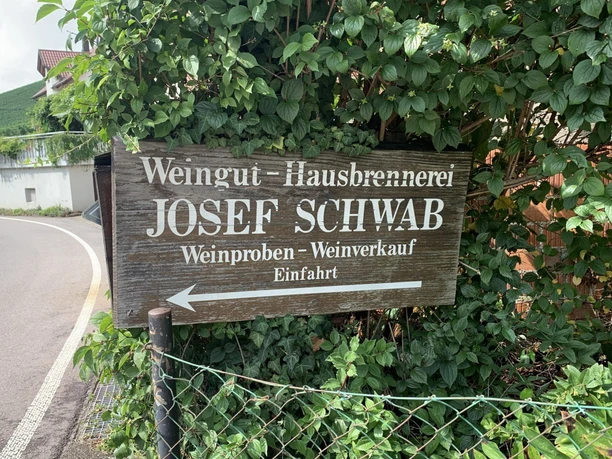 Weingut - Hausbrennerei
JOSEF SCHWAB
Weinproben - Weinverkauf
Einfahrt